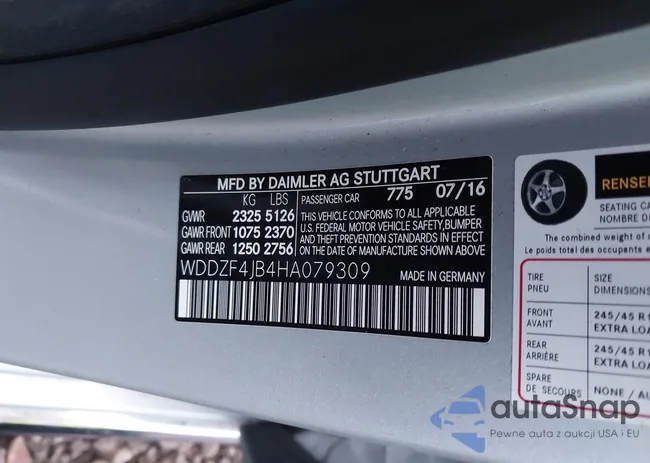 MFD BY DAIMLER AG STUTTGART
KG LBS PASSENGER CAR 775 07/16
GVWR 2325 5126
GAWR FRONT 1075 2370
GAWR REAR 1250 2756
THIS VEHICLE CONFORMS TO ALL APPLICABLE
U.S. FEDERAL MOTOR VEHICLE SAFETY,BUMPER
AND THEFT PREVENTION STANDARDS IN EFFECT
ON THE DATE OF MANUFACTURE SHOWN ABOVE
WDDZF4JB4HA079309 MADE IN GERMANY
RENSE
SEATING CA
NOMBRE D
The combined weight of
Le poids total des occupants
TIRE SIZE
PNEU DIMENSIONS
FRONT 245/45 R1
AVANT EXTRA LOA
REAR 245/45 R1
ARRIÈRE EXTRA LOA
SPARE
DE SECOURS NONE / AU
autoSnap
Pewne auta z aukcji USA i EU